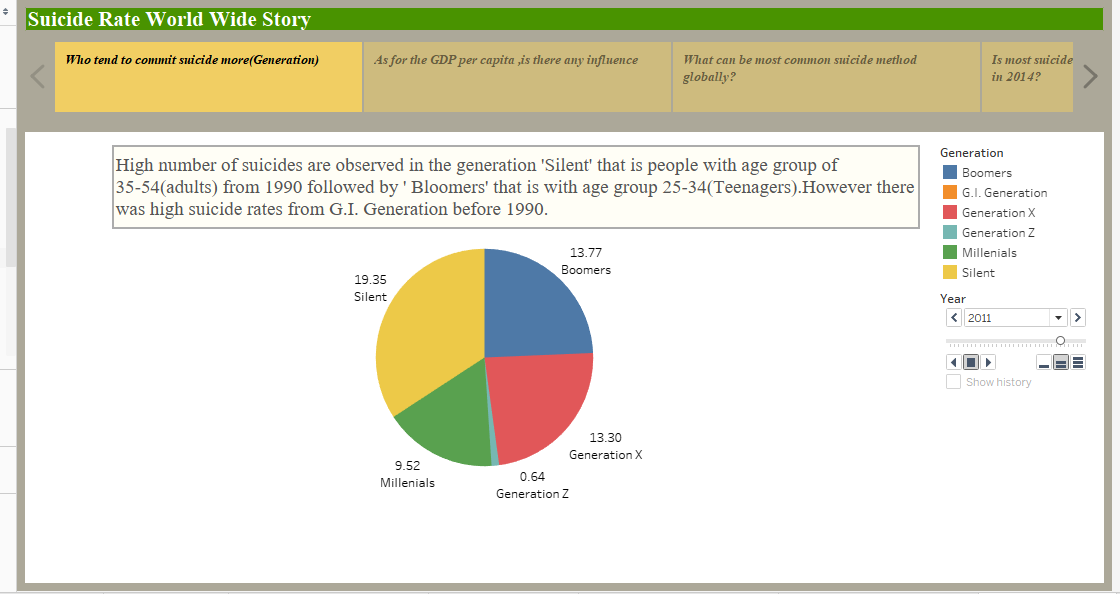 Suicide Rate World Wide Story
Who tend to commit suicide more(Generation)
As for the GDP per capita ,is there any influence
What can be most common suicide method
globally?
Is most suicide
in 2014?
High number of suicides are observed in the generation 'Silent' that is people with age group of
35-54(adults) from 1990 followed by ' Bloomers' that is with age group 25-34(Teenagers).However there
was high suicide rates from G.I. Generation before 1990.
Generation
Boomers
G.I. Generation
Generation X
Generation Z
Millenials
Silent
Year
2011
Show history
13.77
Boomers
19.35
Silent
13.30
Generation X
9.52
Millenials
0.64
Generation Z